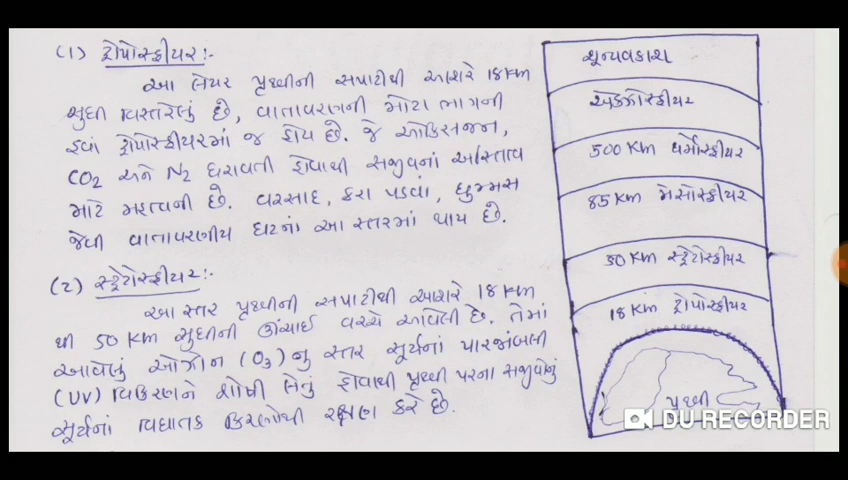 (1) ટ્રોપોસ્ફીયર:-
આ લેયર પૃથ્વીની સપાટીથી આશરે 18 Km
સુધી વિસ્તરેલું છે, વાતાવરણની મોટા ભાગની
હવા ટ્રોપોસ્ફીયરમાં જ હોય છે. જે ઓક્સિજન,
CO2 અને N2 ધરાવતી હોવાથી સજીવનાં અસ્તિત્વ
માટે મહત્વની છે. વરસાદ, કરા પડવા, ધુમ્મસ
જેવી વાતાવરણીય ઘટનાં આ સ્તરમાં થાય છે.
(2) સ્ટ્રેટોસ્ફીયર:-
આ સ્તર પૃથ્વીની સપાટીથી આશરે 18 Km
થી 50 Km સુધીની ઊંચાઈ વચ્ચે આવેલી છે. તેમાં
આવેલું ઓઝોન (O3) નુ સ્તર સૂર્યનાં પારજાંબલી
(UV) વિકિરણને શોષી લેતું હોવાથી પૃથ્વી પરના સજીવોનું
સૂર્યનાં વિઘાતક કિરણોથી રક્ષણ કરે છે.
શૂન્યવકાશ
એક્ઝોસ્ફીયર
500 Km થર્મોસ્ફીયર
85 Km મેસોસ્ફીયર
50 Km સ્ટ્રેટોસ્ફીયર
18 Km ટ્રોપોસ્ફીયર
પૃથ્વી
DU RECORDER